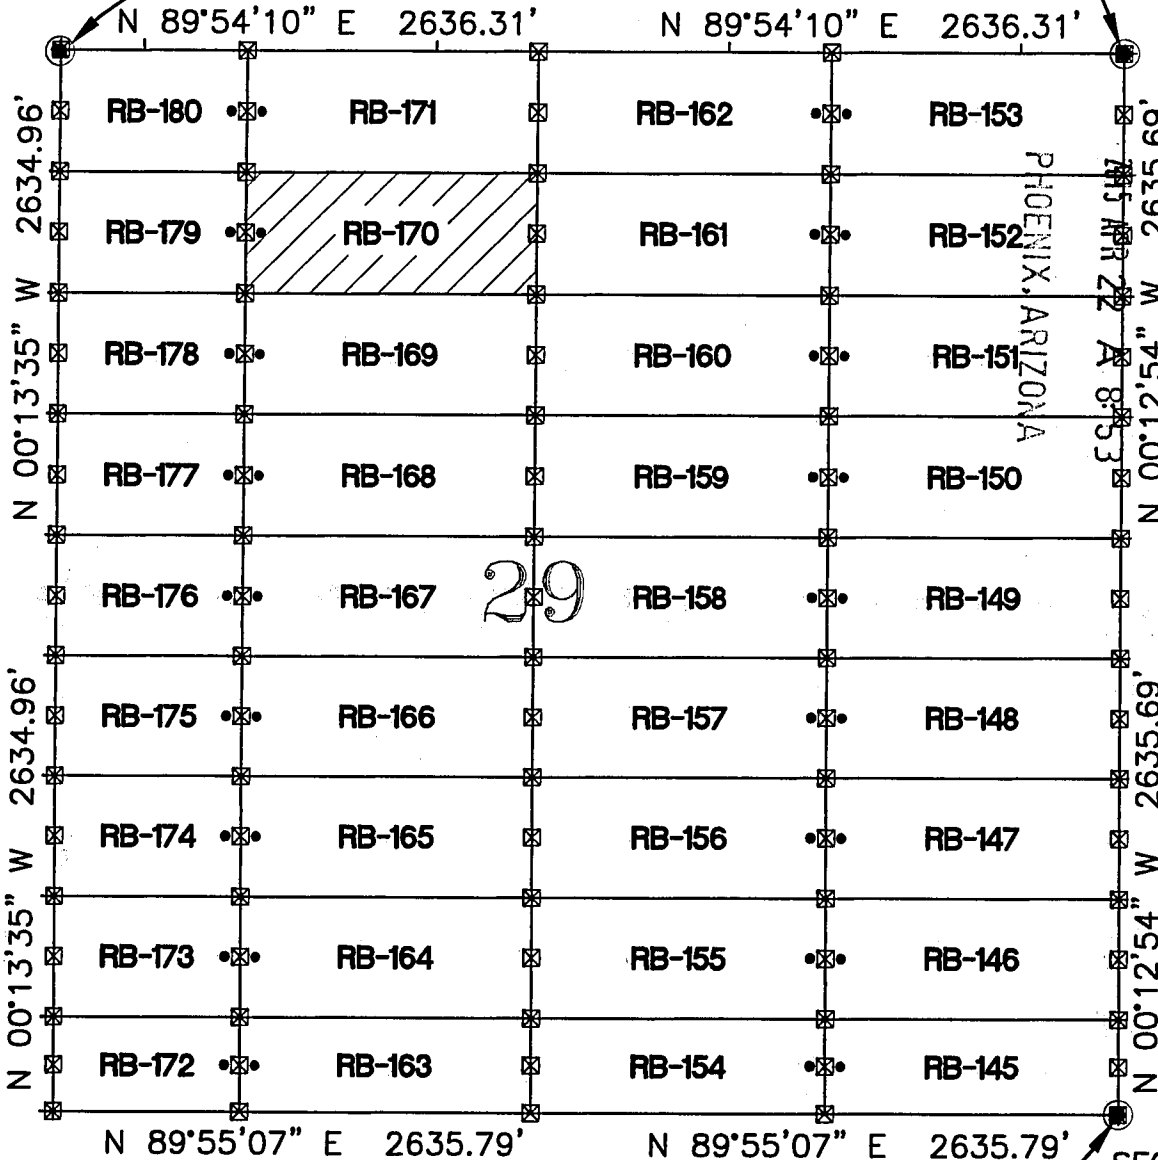 N 89°54'10" E 2636.31' N 89°54'10" E 2636.31'
RB-180 RB-171 RB-162 RB-153
RB-179 RB-170 RB-161 RB-152
RB-178 RB-169 RB-160 RB-151
RB-177 RB-168 RB-159 RB-150
RB-176 RB-167 RB-158 RB-149
29
RB-175 RB-166 RB-157 RB-148
RB-174 RB-165 RB-156 RB-147
RB-173 RB-164 RB-155 RB-146
RB-172 RB-163 RB-154 RB-145
N 89°55'07" E 2635.79' N 89°55'07" E 2635.79'
N 00°13'35" W 2634.96'
N 00°13'35" W 2634.96'
N 00°12'54" W 2635.69'
N 00°12'54" W 2635.69'
22 A 8:53
PHOENIX, ARIZONA